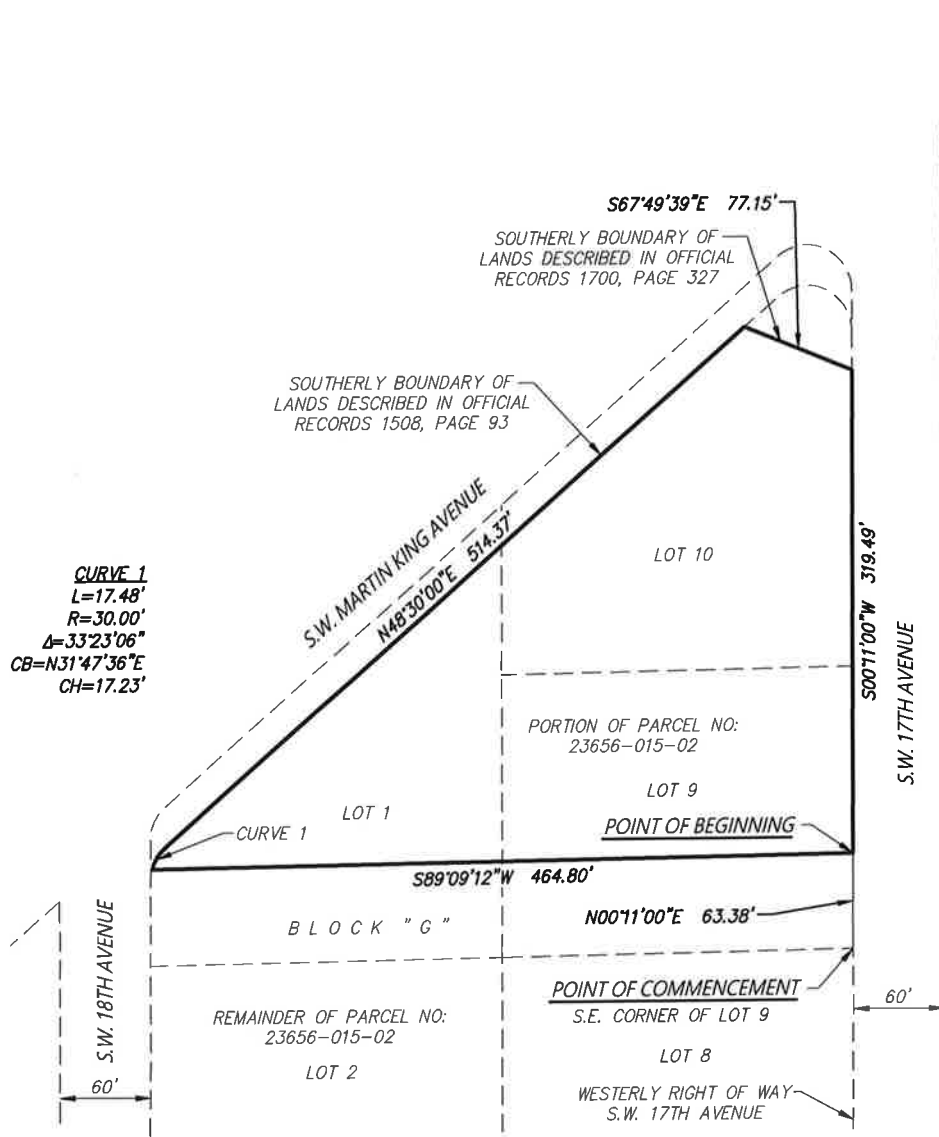 S67°49'39"E 77.15'
SOUTHERLY BOUNDARY OF
LANDS DESCRIBED IN OFFICIAL
RECORDS 1700, PAGE 327
SOUTHERLY BOUNDARY OF
LANDS DESCRIBED IN OFFICIAL
RECORDS 1508, PAGE 93
S.W. MARTIN KING AVENUE
N48°30'00"E 514.37'
LOT 10
S00°11'00"W 319.49'
S.W. 17TH AVENUE
CURVE 1
L=17.48'
R=30.00'
Δ=33°23'06"
CB=N31°47'36"E
CH=17.23'
PORTION OF PARCEL NO:
23656-015-02
LOT 9
LOT 1
CURVE 1
POINT OF BEGINNING
S89°09'12"W 464.80'
N00°11'00"E 63.38'
BLOCK "G"
S.W. 18TH AVENUE
POINT OF COMMENCEMENT
S.E. CORNER OF LOT 9
60'
REMAINDER OF PARCEL NO:
23656-015-02
LOT 2
LOT 8
60'
WESTERLY RIGHT OF WAY
S.W. 17TH AVENUE